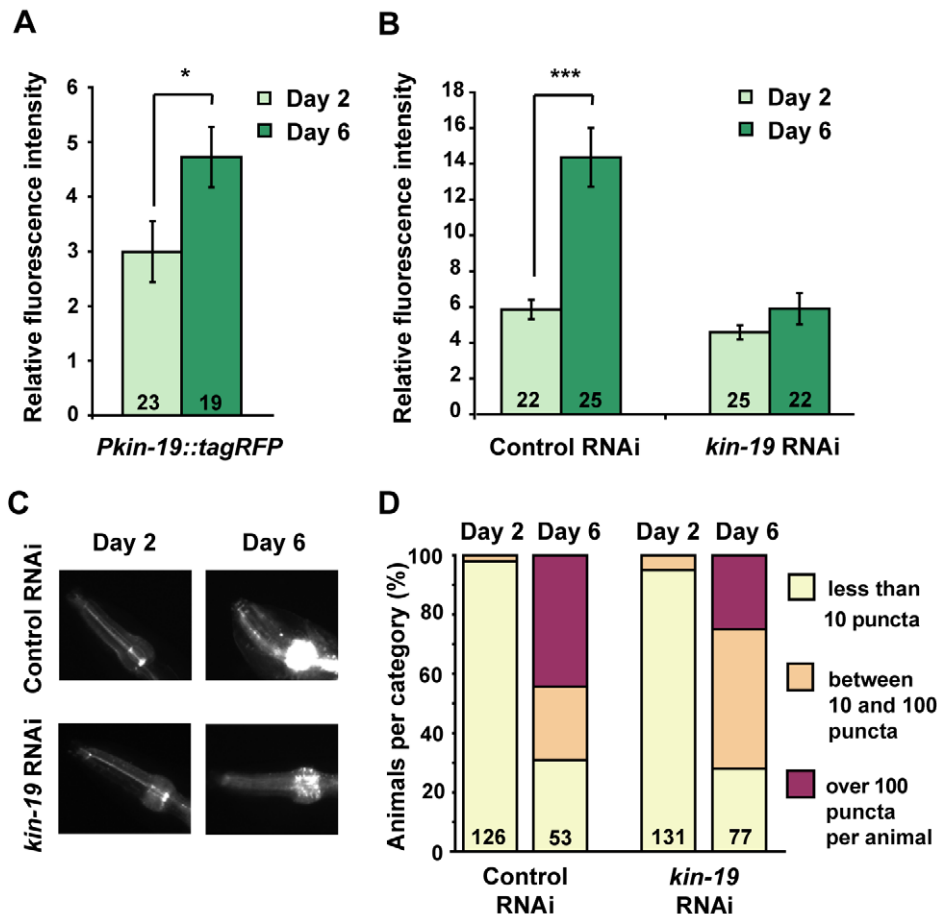 A
Relative fluorescence intensity
6
5
4
3
2
1
0
*
Day 2
Day 6
23
19
Pkin-19::tagRFP
B
Relative fluorescence intensity
18
16
14
12
10
8
6
4
2
0
***
Day 2
Day 6
22
25
25
22
Control RNAi
kin-19 RNAi
C
Day 2
Day 6
Control RNAi
kin-19 RNAi
D
Animals per category (%)
100
80
60
40
20
0
Day 2
Day 6
Day 2
Day 6
126
53
131
77
Control
RNAi
kin-19
RNAi
less than
10 puncta
between
10 and 100
puncta
over 100
puncta
per animal